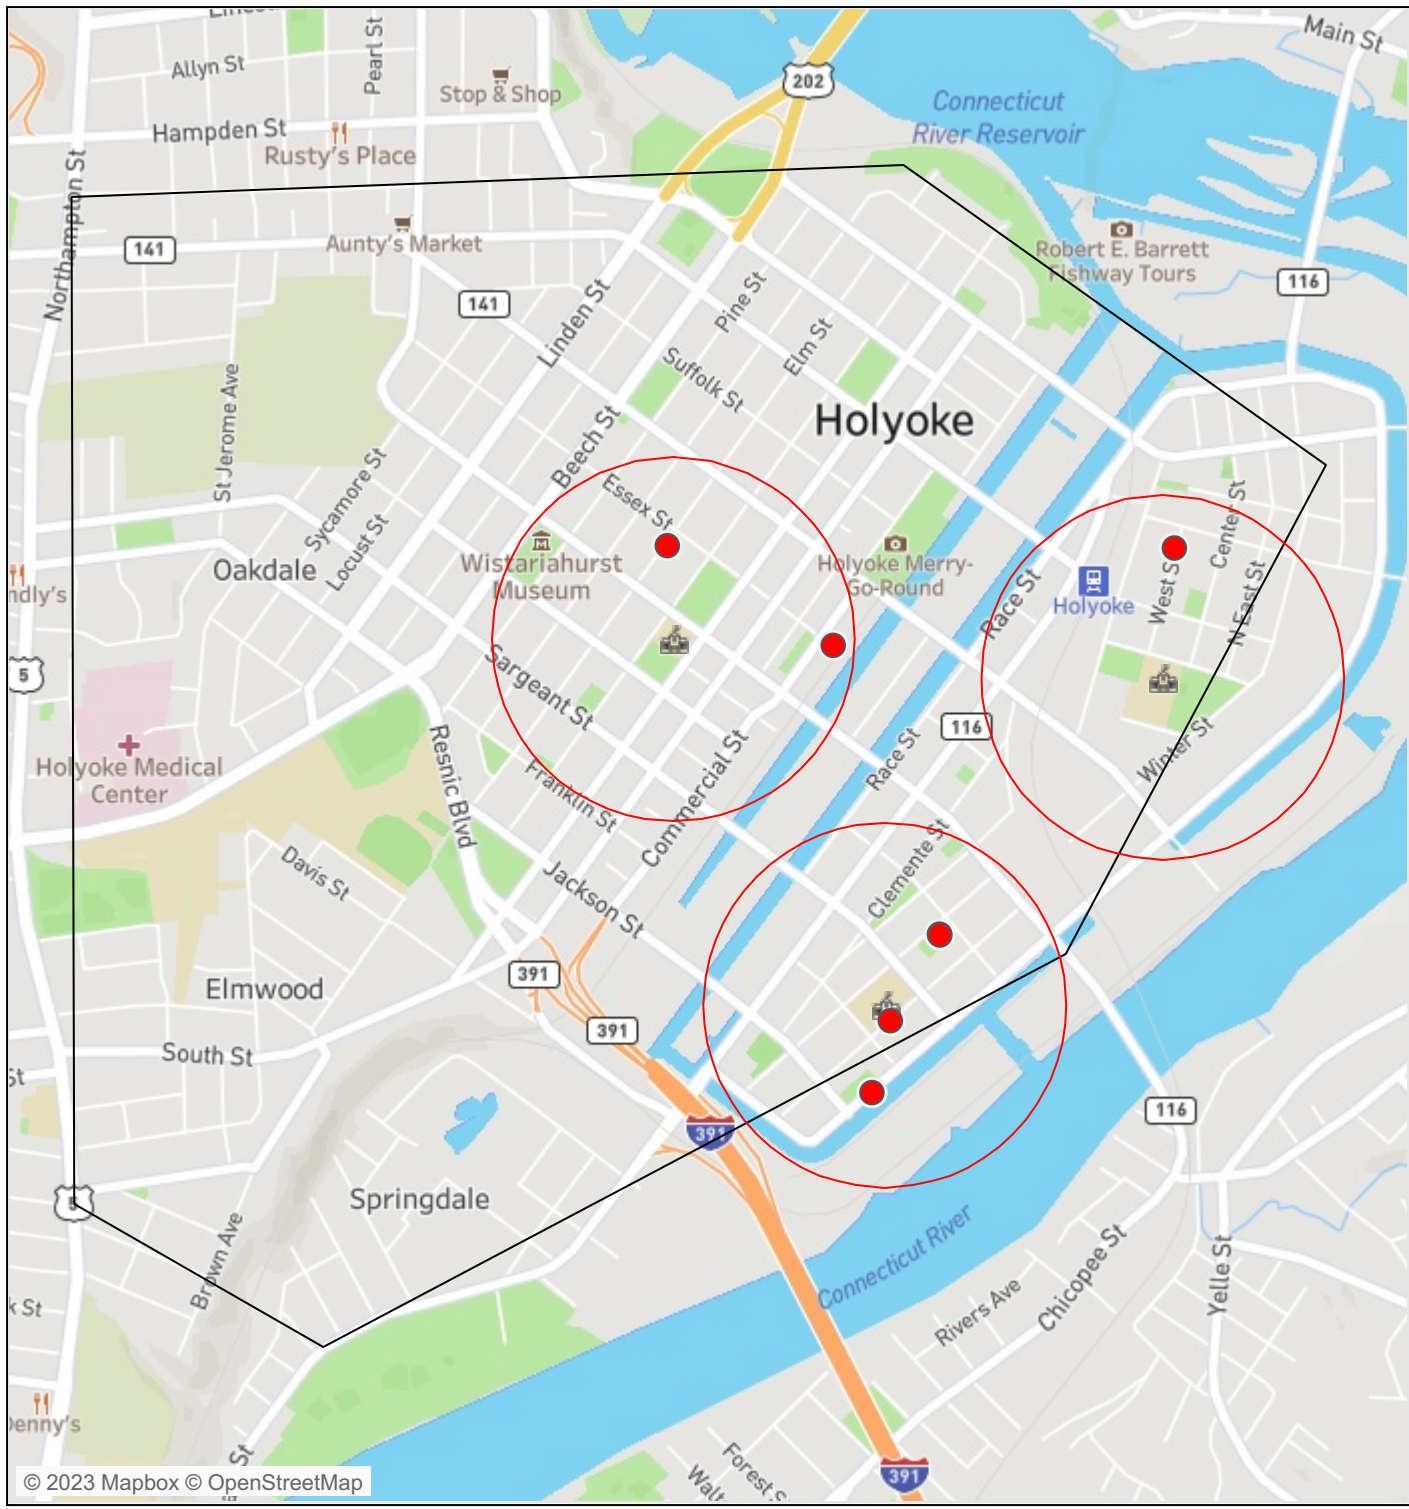 Allyn St
Pearl St
Stop & Shop
202
Main St
Connecticut
River Reservoir
Hampden St
Rusty's Place
Northampton St
141
Aunty's Market
Robert E. Barrett
Fishway Tours
116
141
Linden St
Pine St
Elm St
Suffolk St
St Jerome Ave
Holyoke
Beech St
Sycamore St
Locust St
Essex St
Center St
Oakdale
Wistariahurst
Museum
Holyoke Merry-
Go-Round
Race St
Holyoke
West S
N East St
ndly's
5
Sargeant St
116
Winter St
Race St
Resnic Blvd
Commercial St
Holyoke Medical
Center
Franklin St
Clemente St
Davis St
Jackson St
391
Elmwood
391
South St
St
116
391
5
Springdale
Brown Ave
Connecticut River
Chicopee St
Yelle St
Rivers Ave
k St
Denny's
St
Forest S
Walt
391
© 2023 Mapbox © OpenStreetMap